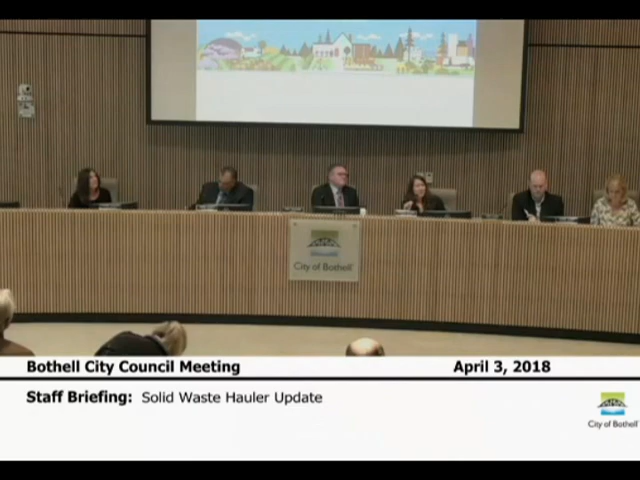 City of Bothell
Bothell City Council Meeting
April 3, 2018
Staff Briefing: Solid Waste Hauler Update
City of Bothell